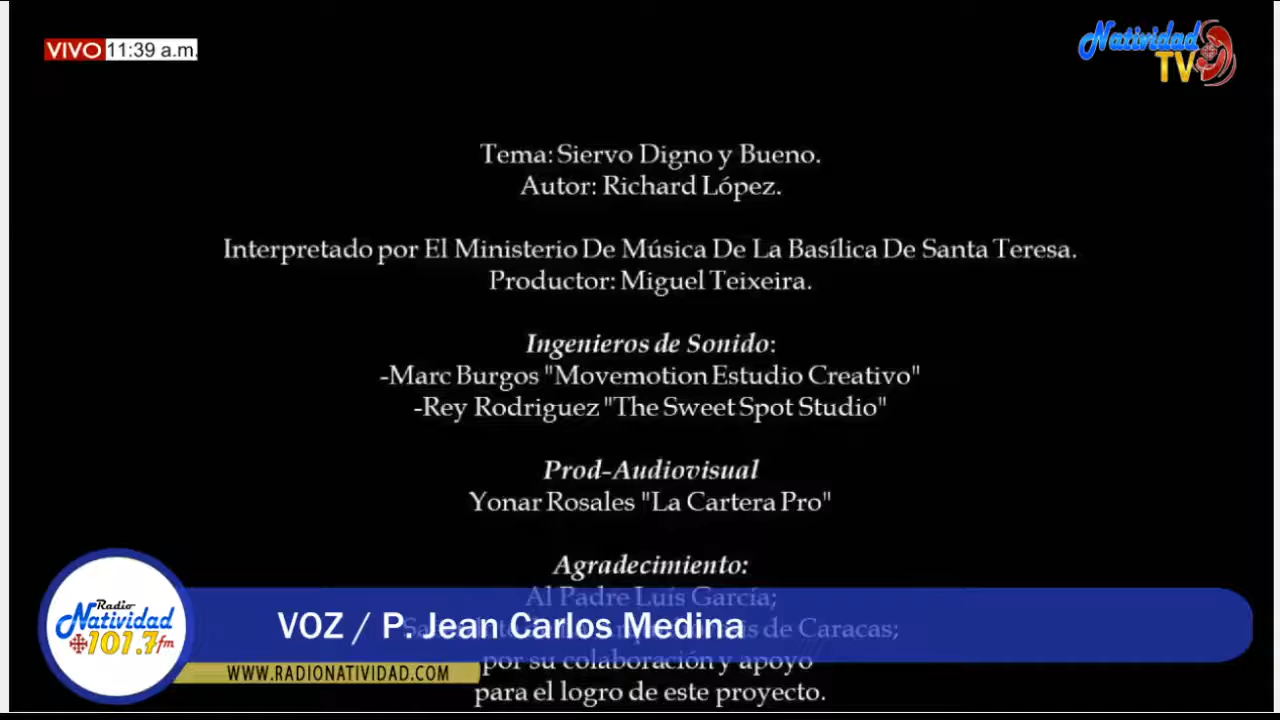 VIVO 11:39 a.m.
Natividad
TV
Tema: Siervo Digno y Bueno.
Autor: Richard López.
Interpretado por El Ministerio De Música De La Basílica De Santa Teresa.
Productor: Miguel Teixeira.
Ingenieros de Sonido:
-Marc Burgos "Movemotion Estudio Creativo"
-Rey Rodriguez "The Sweet Spot Studio"
Prod-Audiovisual
Yonar Rosales "La Cartera Pro"
Agradecimiento:
Al Padre Luís García;
de Caracas;
por su colaboración y apoyo
para el logro de este proyecto.
VOZ / P. Jean Carlos Medina
WWW.RADIONATIVIDAD.COM
Radio
Natividad
101.7 fm